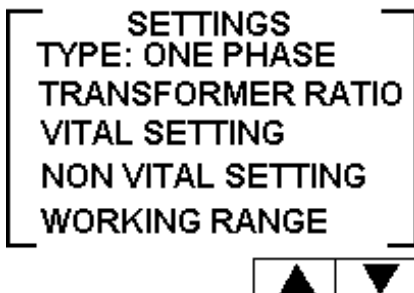 SETTINGS
TYPE: ONE PHASE
TRANSFORMER RATIO
VITAL SETTING
NON VITAL SETTING
WORKING RANGE